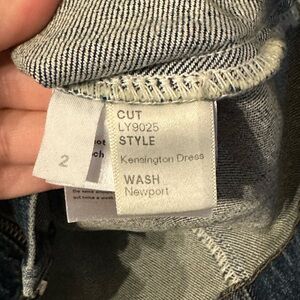 CUT
LY9025
STYLE
Kensington Dress
WASH
Newport
2